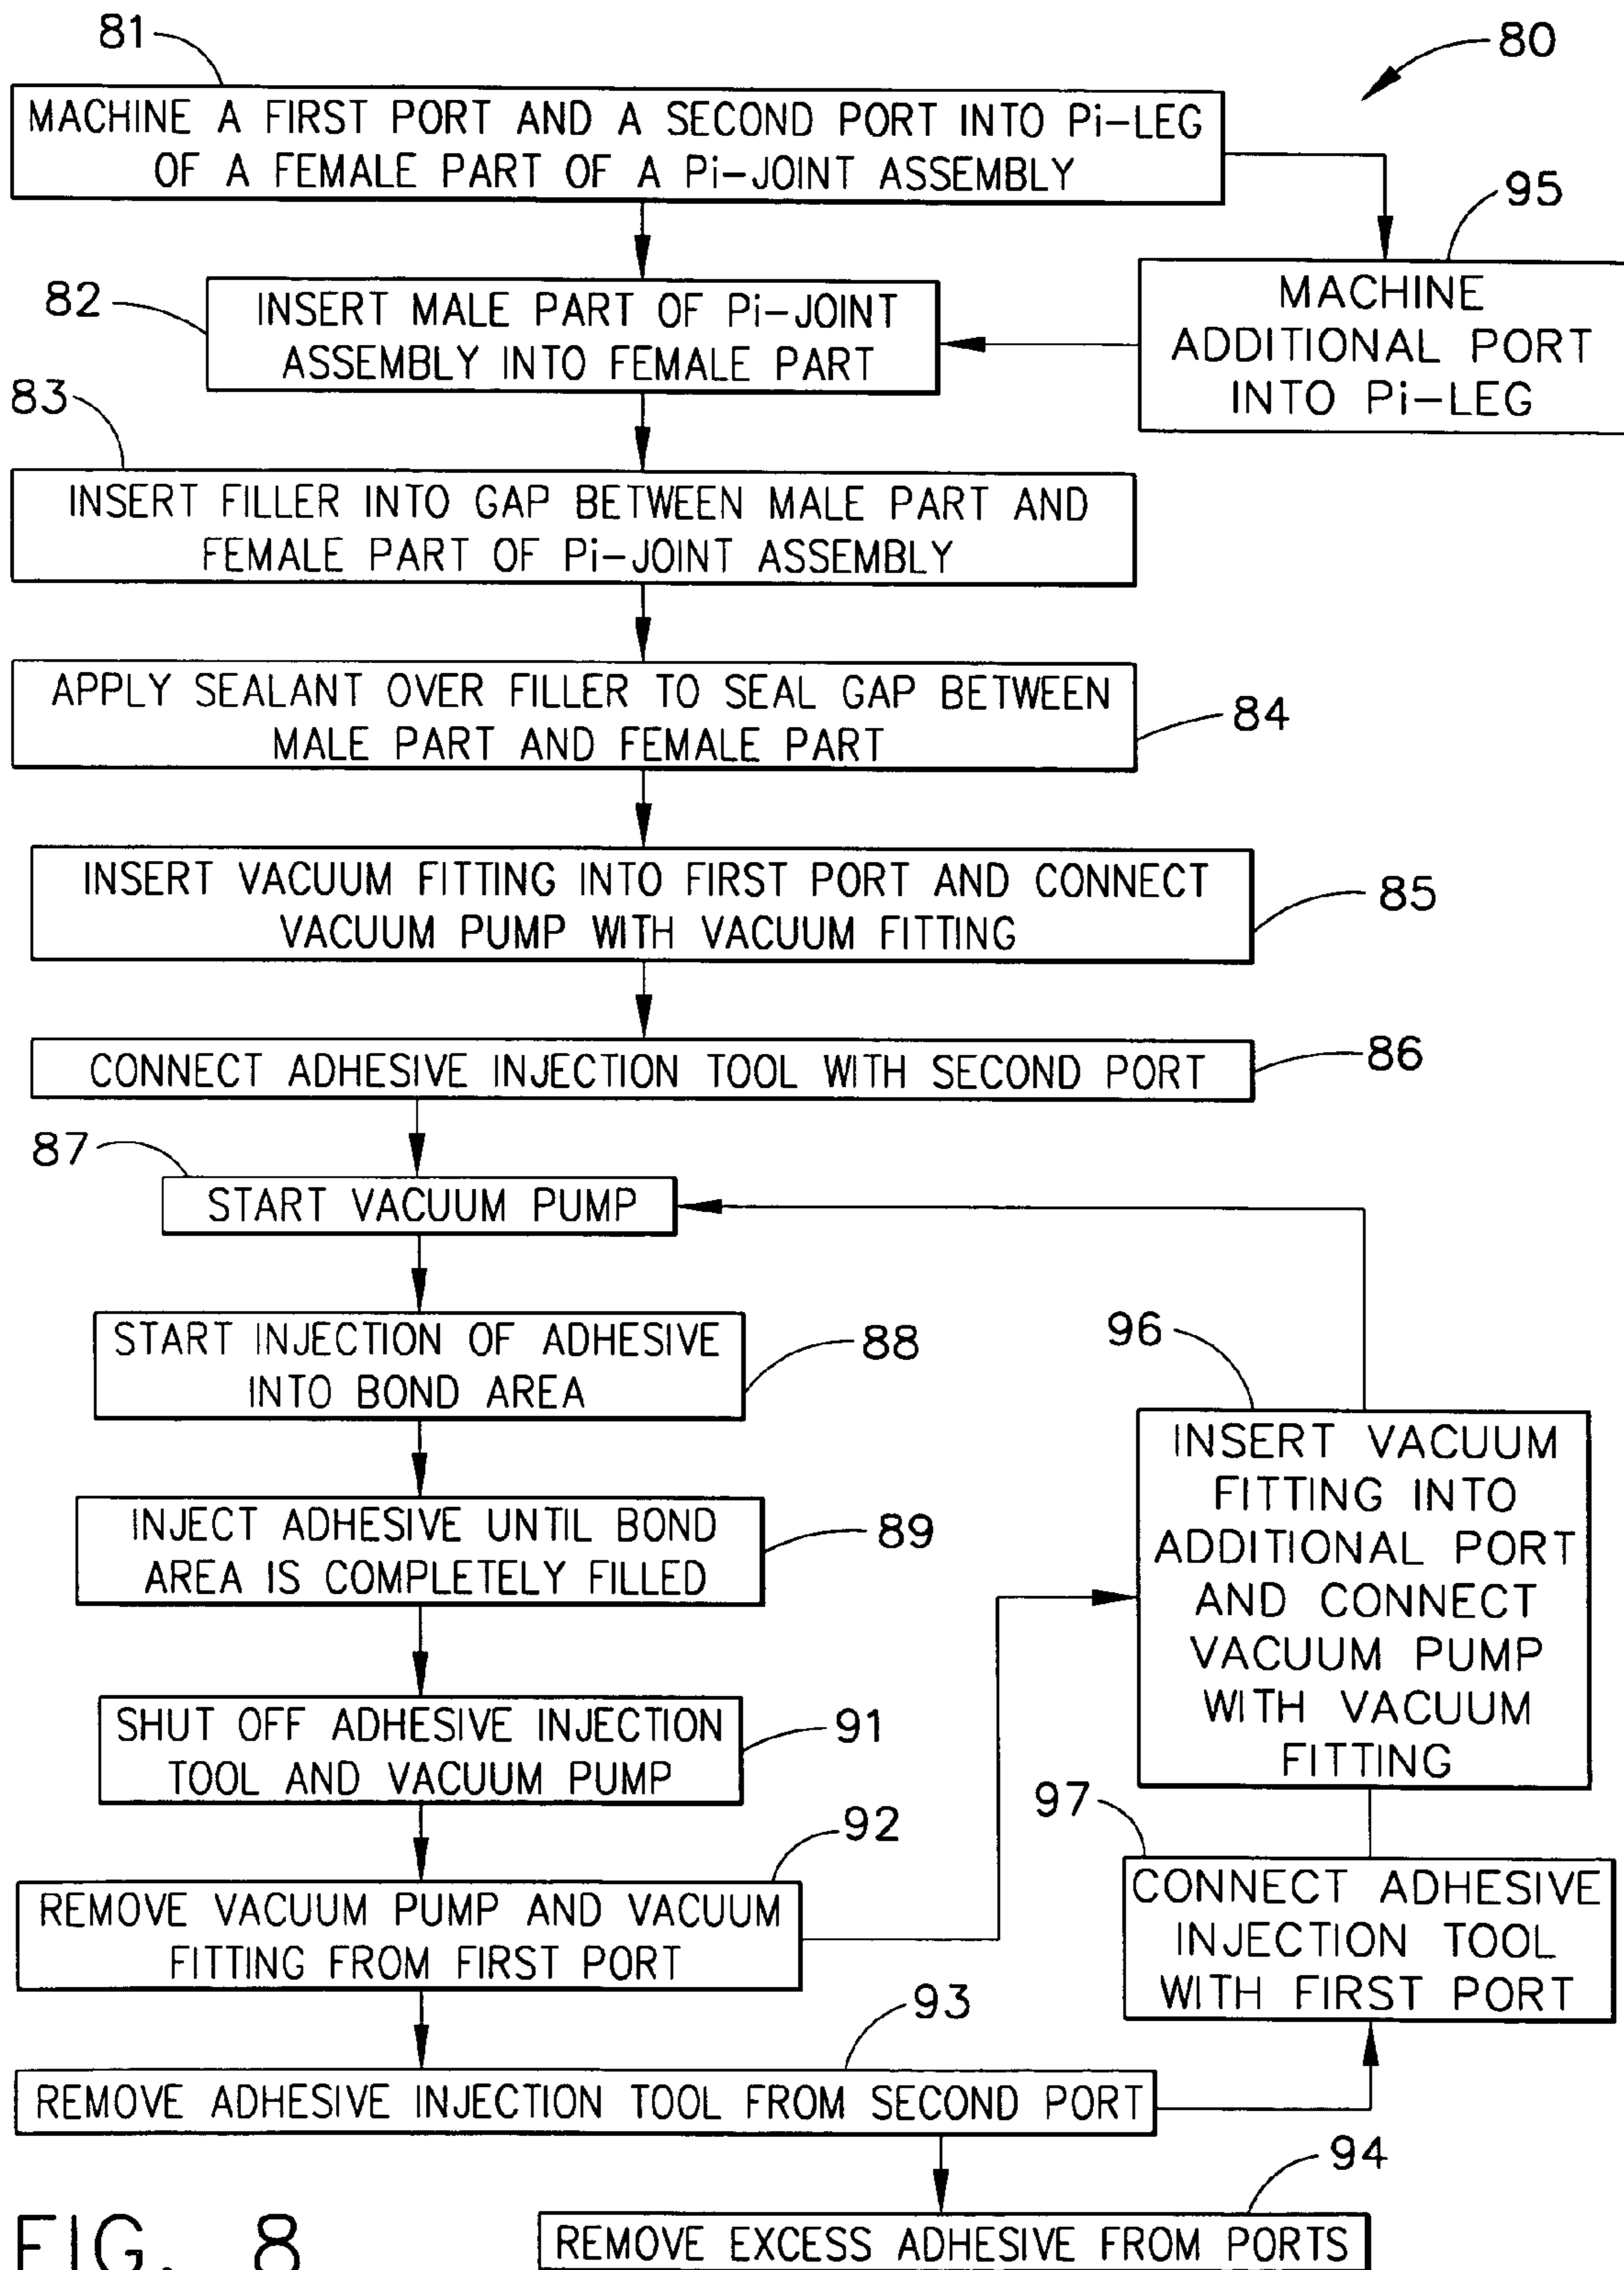 81
80
MACHINE A FIRST PORT AND A SECOND PORT INTO Pi-LEG
OF A FEMALE PART OF A Pi-JOINT ASSEMBLY
95
MACHINE
ADDITIONAL PORT
INTO Pi-LEG
82
INSERT MALE PART OF Pi-JOINT
ASSEMBLY INTO FEMALE PART
83
INSERT FILLER INTO GAP BETWEEN MALE PART AND
FEMALE PART OF Pi-JOINT ASSEMBLY
APPLY SEALANT OVER FILLER TO SEAL GAP BETWEEN
MALE PART AND FEMALE PART
84
INSERT VACUUM FITTING INTO FIRST PORT AND CONNECT
VACUUM PUMP WITH VACUUM FITTING
85
CONNECT ADHESIVE INJECTION TOOL WITH SECOND PORT
86
87
START VACUUM PUMP
START INJECTION OF ADHESIVE
INTO BOND AREA
88
INJECT ADHESIVE UNTIL BOND
AREA IS COMPLETELY FILLED
89
SHUT OFF ADHESIVE INJECTION
TOOL AND VACUUM PUMP
91
92
REMOVE VACUUM PUMP AND VACUUM
FITTING FROM FIRST PORT
96
INSERT VACUUM
FITTING INTO
ADDITIONAL PORT
AND CONNECT
VACUUM PUMP
WITH VACUUM
FITTING
97
CONNECT ADHESIVE
INJECTION TOOL
WITH FIRST PORT
93
REMOVE ADHESIVE INJECTION TOOL FROM SECOND PORT
94
REMOVE EXCESS ADHESIVE FROM PORTS
FIG. 8